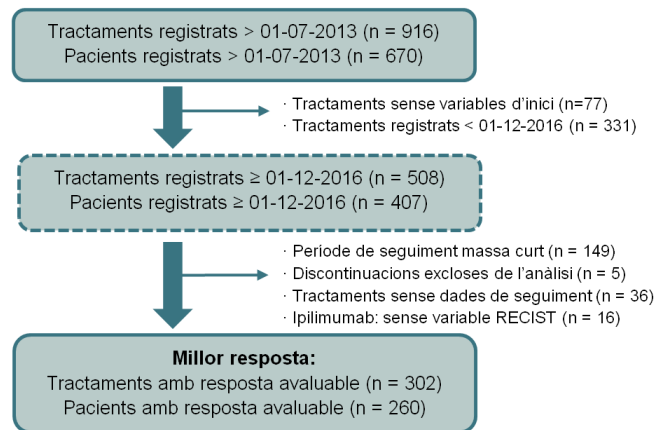 Tractaments registrats > 01-07-2013 (n = 916)
Pacients registrats > 01-07-2013 (n = 670)
· Tractaments sense variables d'inici (n=77)
· Tractaments registrats < 01-12-2016 (n = 331)
Tractaments registrats ≥ 01-12-2016 (n = 508)
Pacients registrats ≥ 01-12-2016 (n = 407)
· Període de seguiment massa curt (n = 149)
· Discontinuacions excloses de l'anàlisi (n = 5)
· Tractaments sense dades de seguiment (n = 36)
· Ipilimumab: sense variable RECIST (n = 16)
Millor resposta:
Tractaments amb resposta avaluable (n = 302)
Pacients amb resposta avaluable (n = 260)